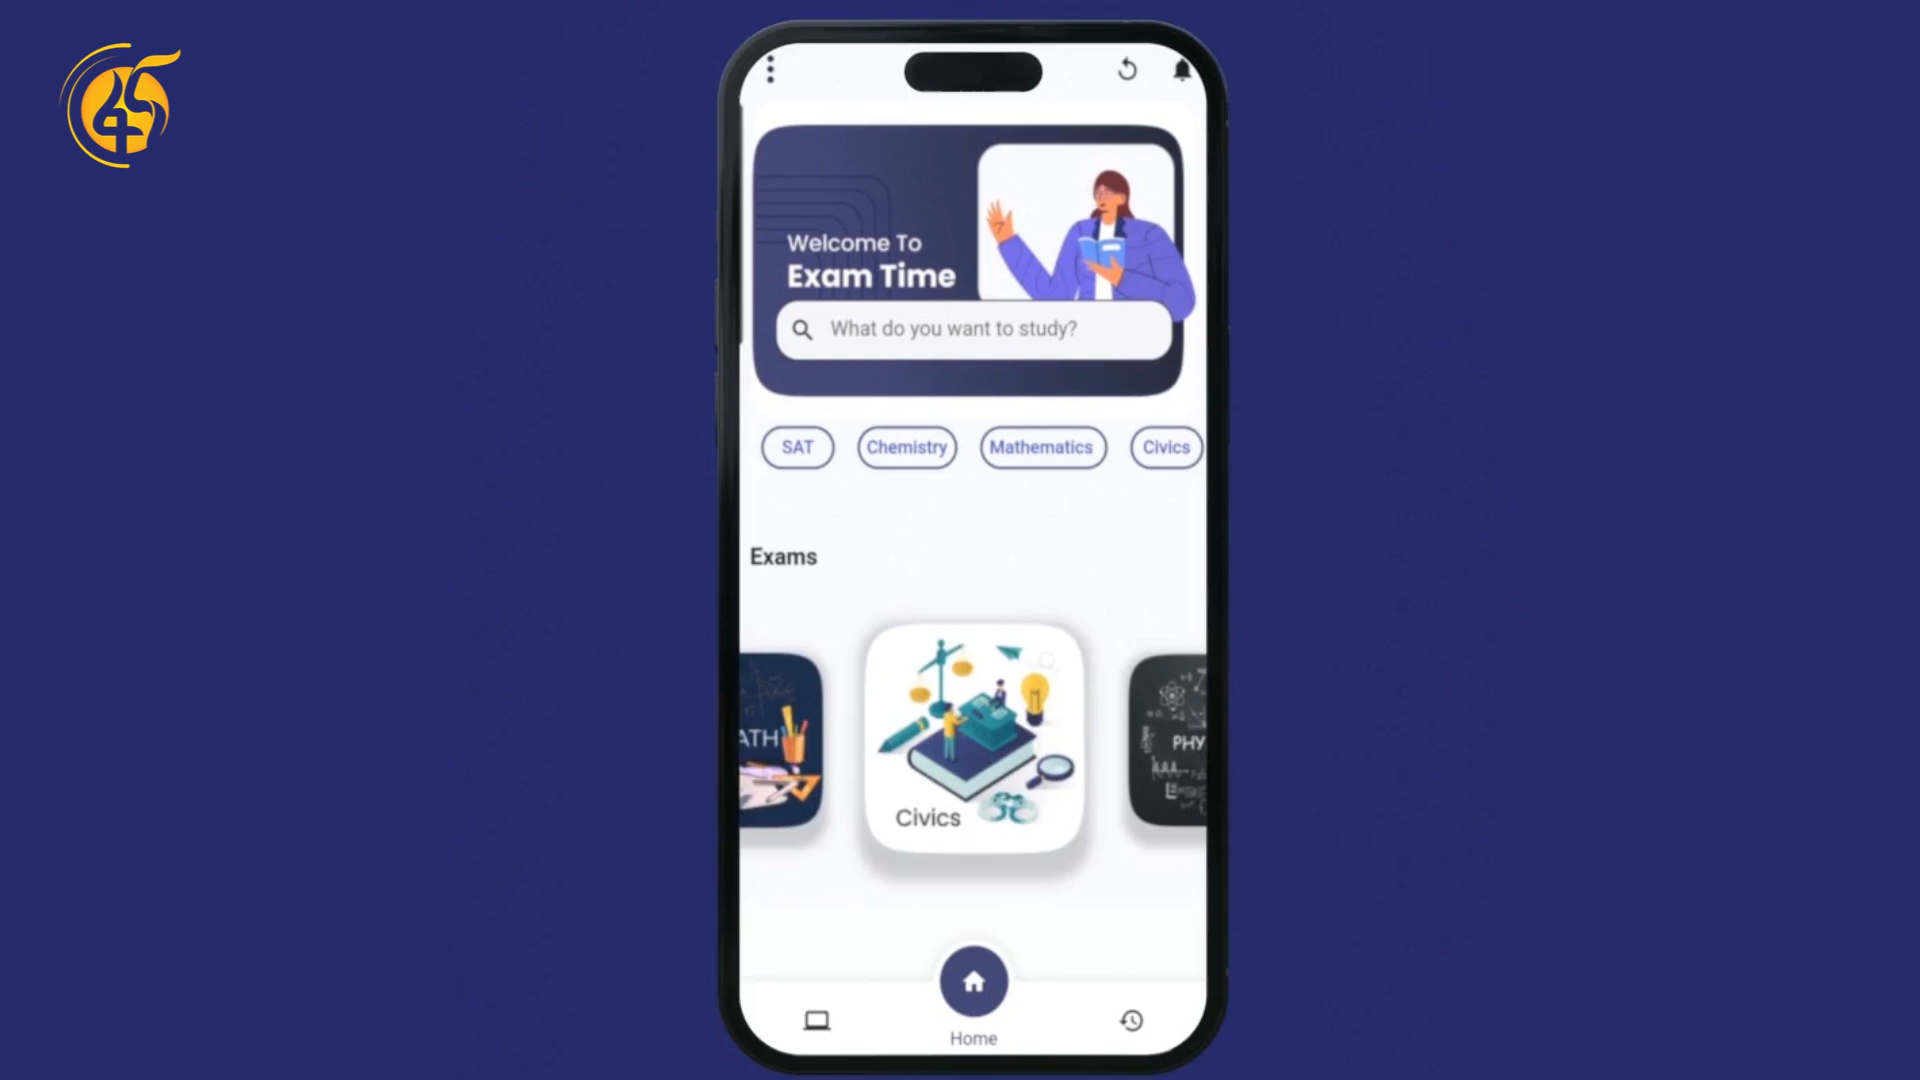 Welcome To
Exam Time
What do you want to study?
SAT
Chemistry
Mathematics
Civics
Exams
ATH
Civics
PHY
Home